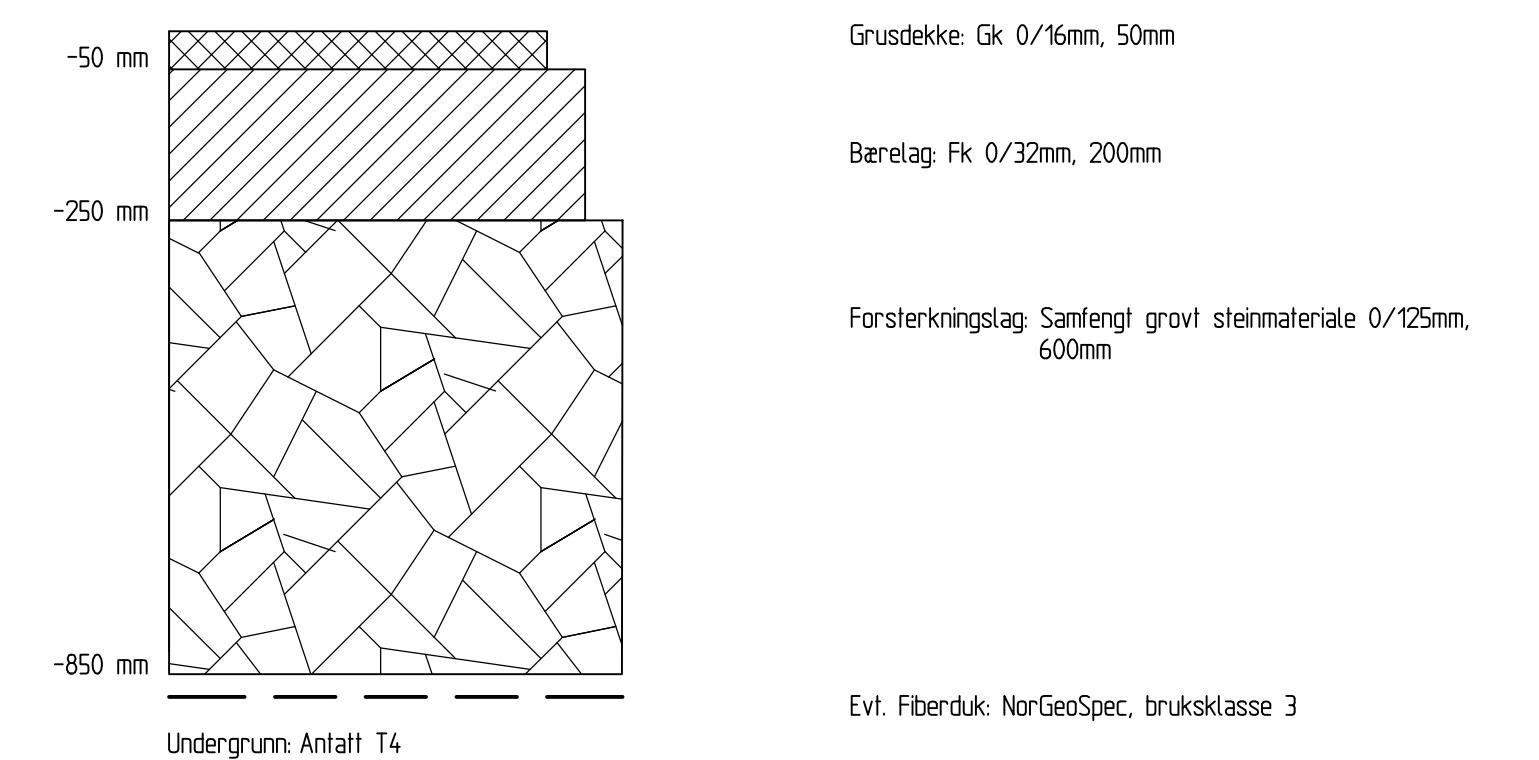 Grusdekke: Gk 0/16mm, 50mm
-50 mm
Bærelag: Fk 0/32mm, 200mm
-250 mm
Forsterkningslag: Samfengt grovt steinmateriale 0/125mm,
600mm
-850 mm
Evt. Fiberduk: NorGeoSpec, bruksklasse 3
Undergrunn: Antatt T4